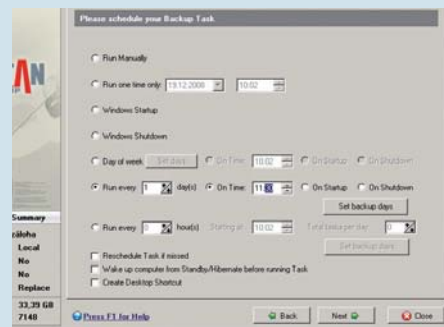 Please schedule your Backup Task
Run Manually
Run one time only 19.12.2008 10:02
Windows Startup
Windows Shutdown
Day of week Set days On Time: 10:02 On Startup On Shutdown
Run every 1 day(s) On Time: 11:00 On Startup On Shutdown
Set backup days
Run every 0 hour(s) Starting at: 10:02 Total tasks per day: 0
Set backup days
Reschedule Task if missed
Wake up computer from Standby/Hibernate before running Task
Create Desktop Shortcut
Summary
záloha
Local
No
No
Replace
33,39 GB
7148
Press F1 for Help
Back
Next
Close